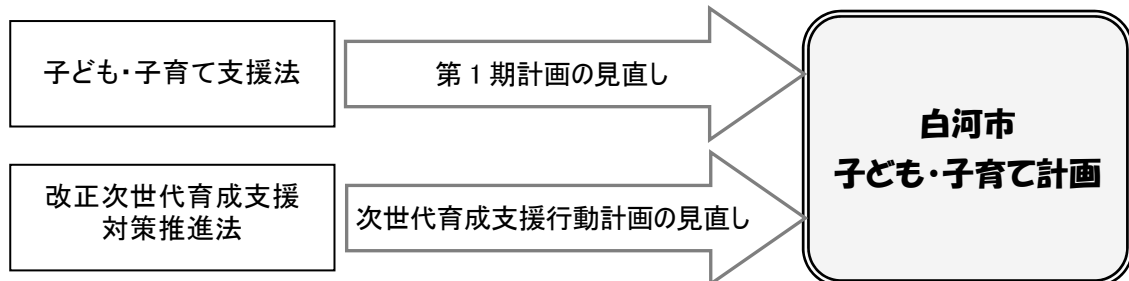 子ども・子育て支援法
第1期計画の見直し
白河市
子ども・子育て計画
改正次世代育成支援
対策推進法
次世代育成支援行動計画の見直し